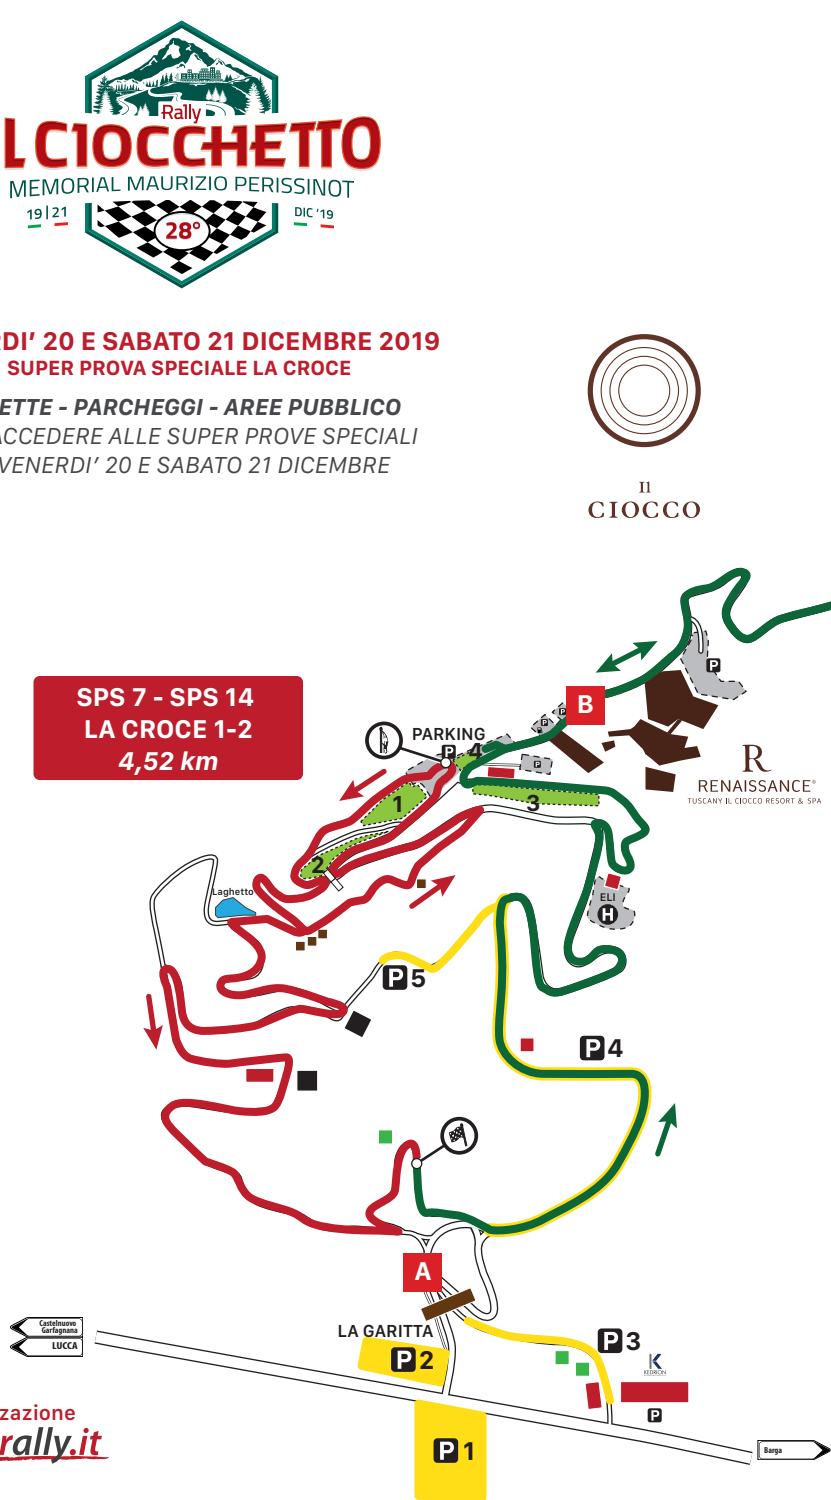 Rally
L CIOCCHETTO
MEMORIAL MAURIZIO PERISSINOT
19|21
DIC '19
28°
RDI' 20 E SABATO 21 DICEMBRE 2019
SUPER PROVA SPECIALE LA CROCE
ETTE - PARCHEGGI - AREE PUBBLICO
ACCEDERE ALLE SUPER PROVE SPECIALI
VENERDI' 20 E SABATO 21 DICEMBRE
Il
CIOCCO
SPS 7 - SPS 14
LA CROCE 1-2
4,52 km
P
B
P
P
PARKING
P
4
P
R
RENAISSANCE®
TUSCANY IL CIOCCO RESORT & SPA
1
3
2
Laghetto
ELI
H
P 5
P 4
A
LA GARITTA
P 2
P 3
K
KEDRION
P
Castelnuovo
Garfagnana
LUCCA
zazione
rally.it
P 1
Barga